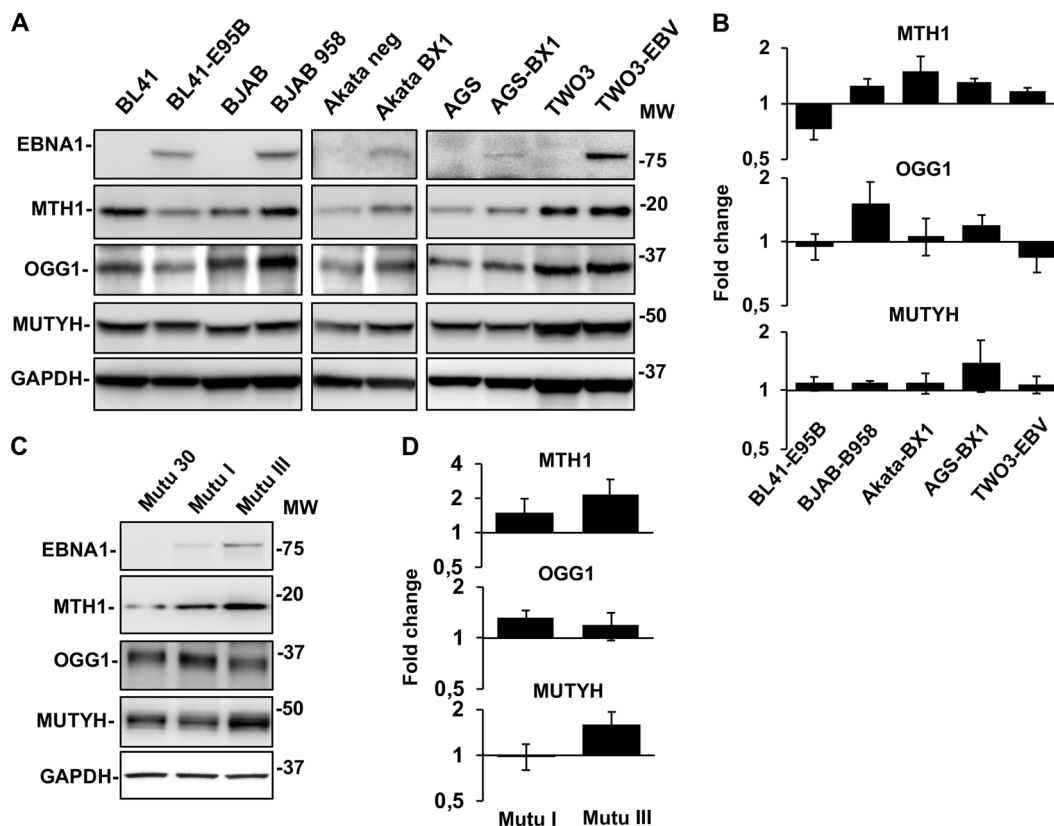 A
BL41
BL41-E95B
BJAB
BJAB 958
Akata neg
Akata BX1
AGS
AGS-BX1
TWO3
TWO3-EBV
MW
EBNA1-
-75
MTH1-
-20
OGG1-
-37
MUTYH-
-50
GAPDH-
-37
B
MTH1
2
1
0,5
OGG1
2
1
0,5
MUTYH
2
1
0,5
Fold change
BL41-E95B
BJAB-B958
Akata-BX1
AGS-BX1
TWO3-EBV
C
Mutu 30
Mutu I
Mutu III
MW
EBNA1-
-75
MTH1-
-20
OGG1-
-37
MUTYH-
-50
GAPDH-
-37
D
MTH1
4
2
1
0,5
OGG1
2
1
0,5
MUTYH
2
1
0,5
Fold change
Mutu I
Mutu III